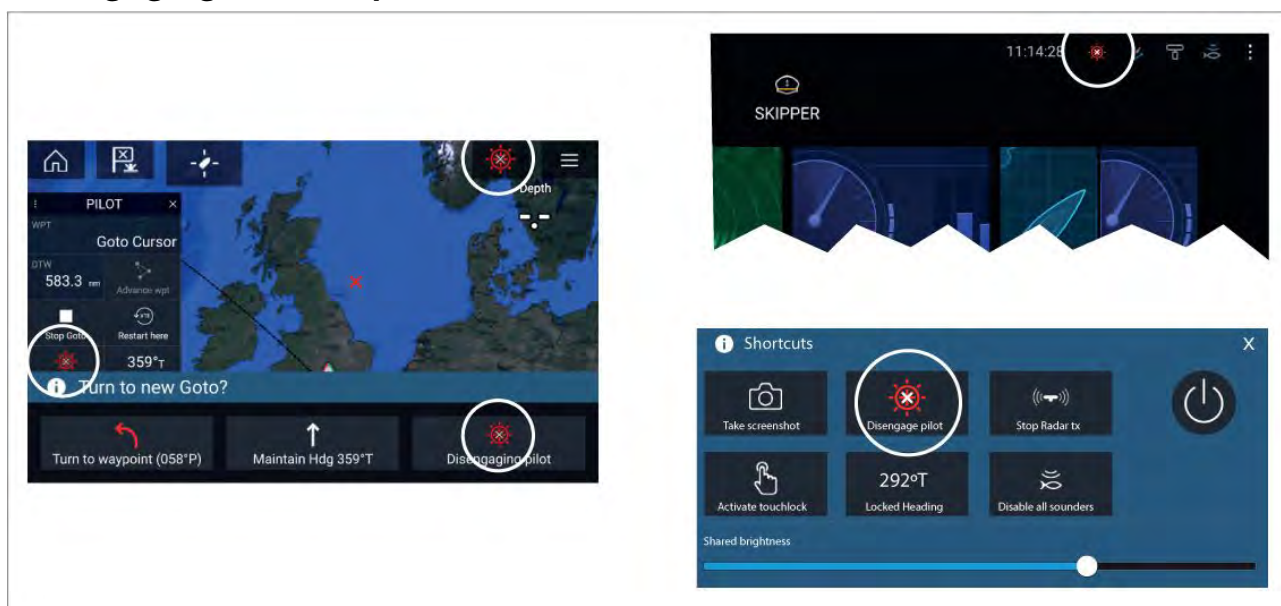 PILOT
×
WPT
Goto Cursor
DTW
583.3 nm
Advance wpt
Stop Goto
Restart here
359°T
Depth
--.-
Turn to new Goto?
Turn to waypoint (058°P)
Maintain Hdg 359°T
Disengaging pilot
11:14:28
SKIPPER
Shortcuts
X
Take screenshot
Disengage pilot
Stop Radar tx
Activate touchlock
292°T
Locked Heading
Disable all sounders
Shared brightness